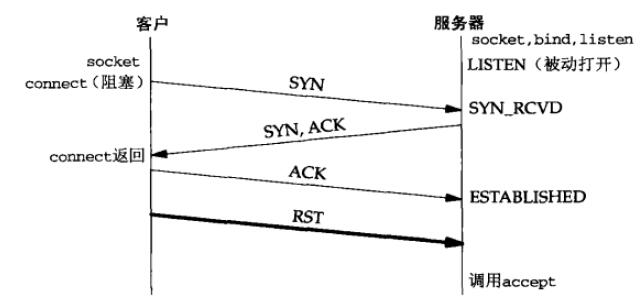 客户
服务器
socket
socket,bind,listen
connect（阻塞）
LISTEN（被动打开）
SYN
SYN_RCVD
SYN, ACK
connect返回
ACK
ESTABLISHED
RST
调用accept